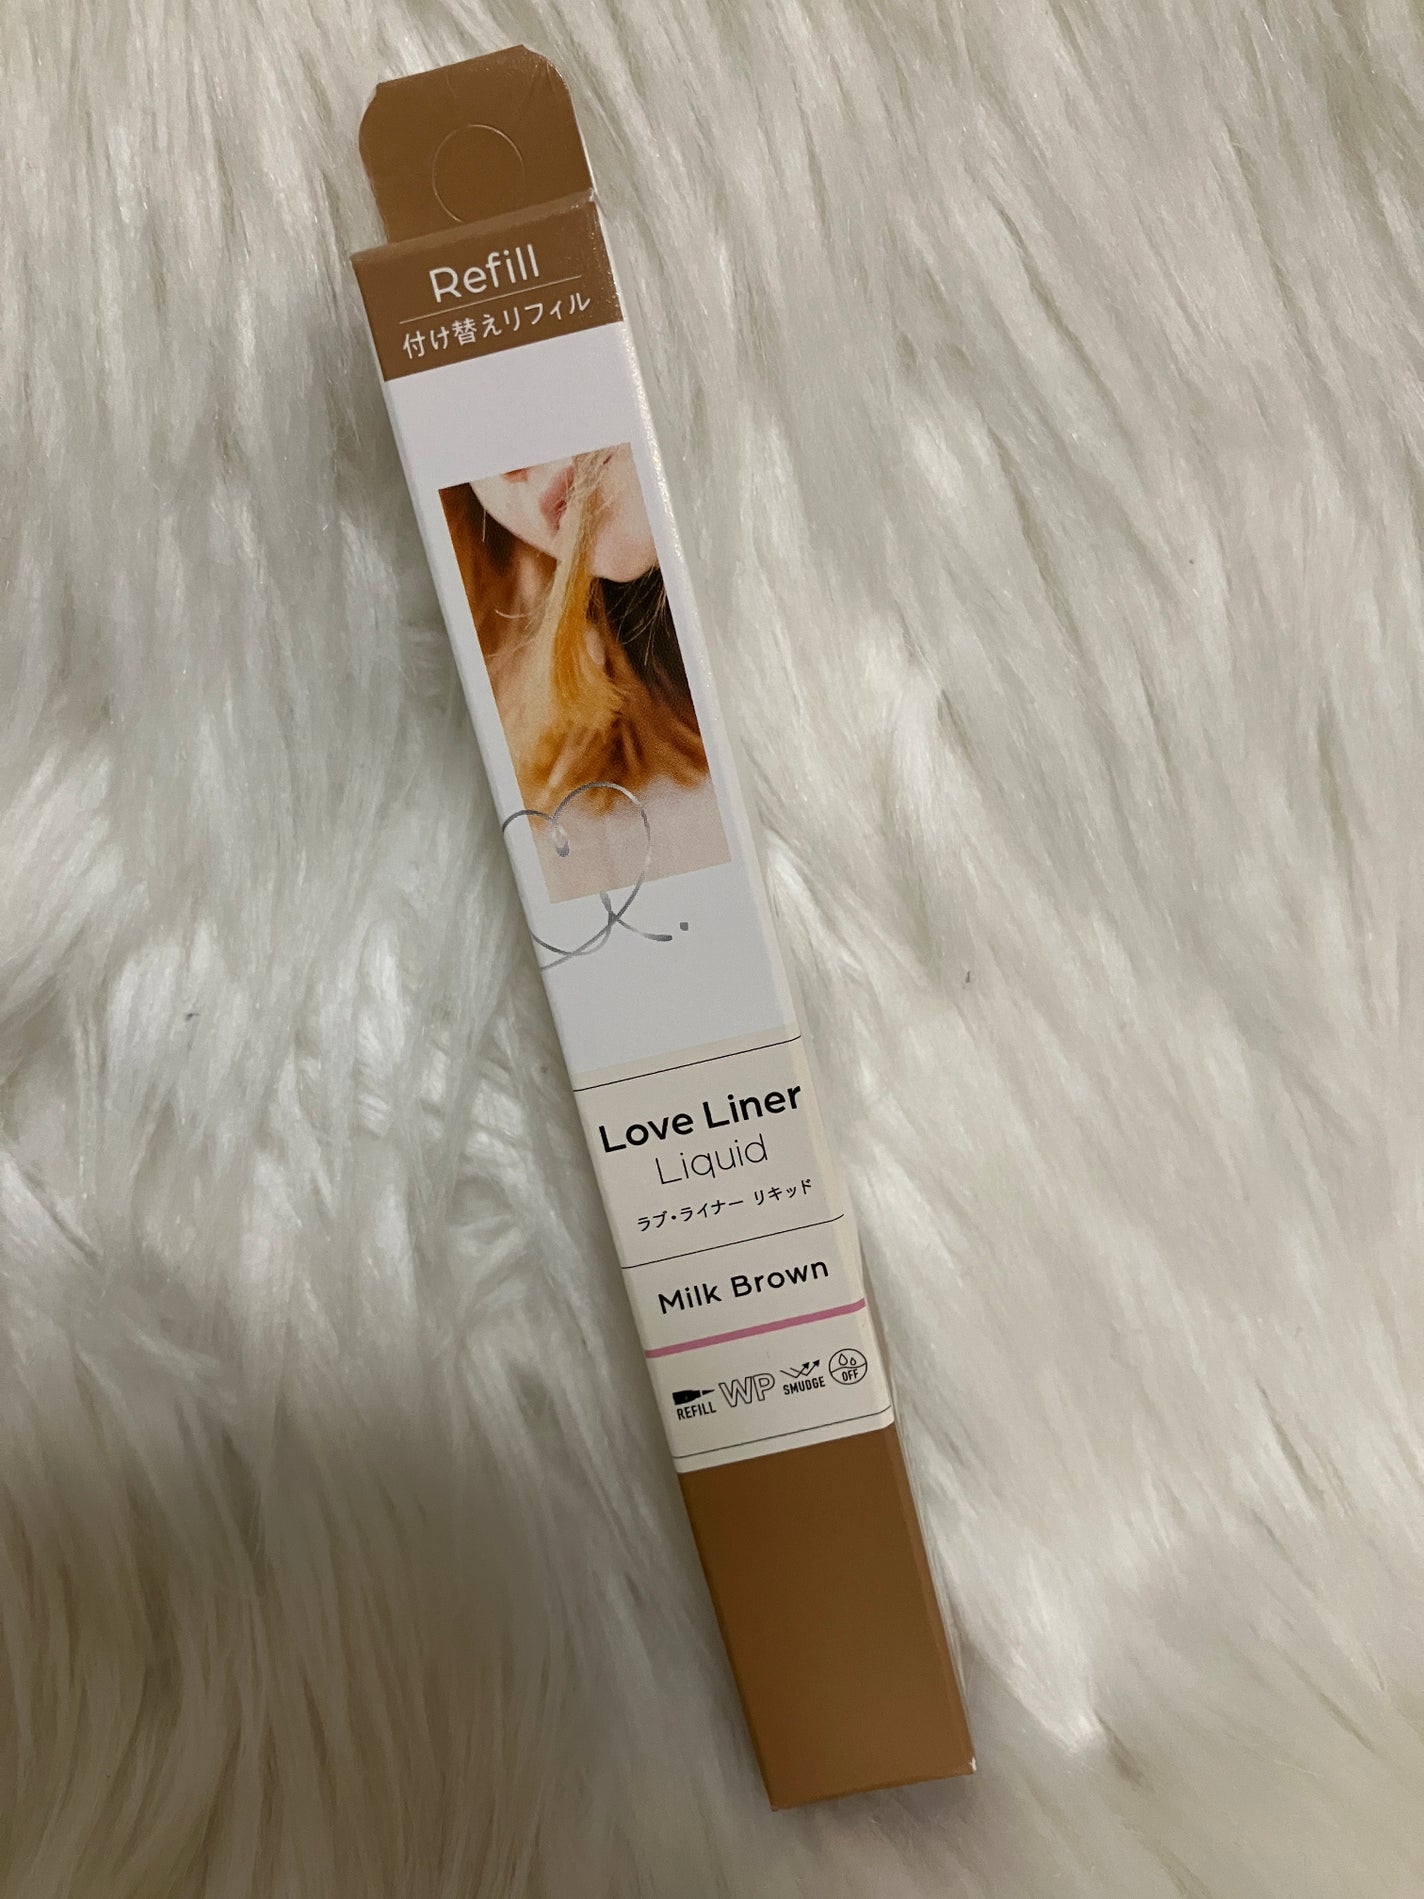 Refill
付け替えリフィル
Love Liner
Liquid
ラブ・ライナー リキッド
Milk Brown
REFILL WP SMUDGE OFF